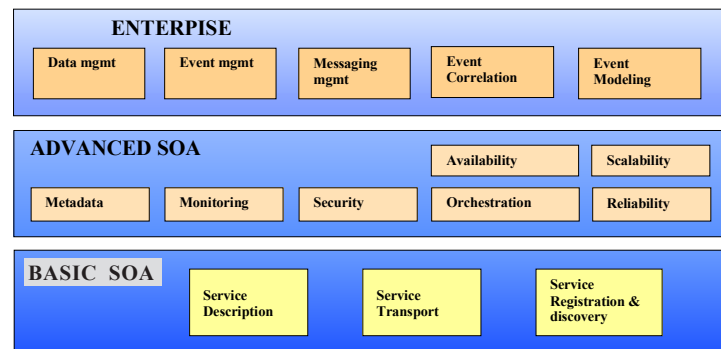 ENTERPISE
Data mgmt
Event mgmt
Messaging
mgmt
Event
Correlation
Event
Modeling
ADVANCED SOA
Availability
Scalability
Metadata
Monitoring
Security
Orchestration
Reliability
BASIC SOA
Service
Description
Service
Transport
Service
Registration &
discovery